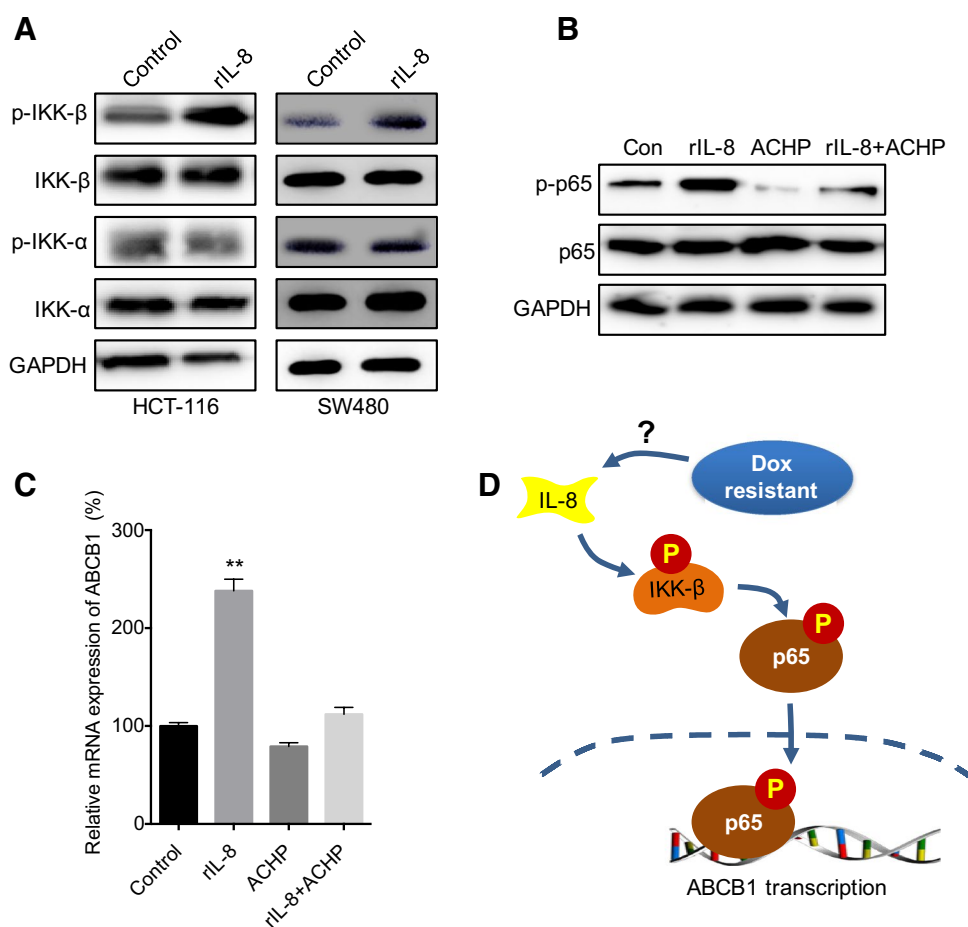 A
Control rIL-8 Control rIL-8
p-IKK-β
IKK-β
p-IKK-α
IKK-α
GAPDH
HCT-116 SW480
B
Con rIL-8 ACHP rIL-8+ACHP
p-p65
p65
GAPDH
C
Relative mRNA expression of ABCB1 (%)
300
200
100
0
**
Control rIL-8 ACHP rIL-8+ACHP
D
?
Dox
resistant
IL-8
P
IKK-β
P
p65
P
p65
ABCB1 transcription